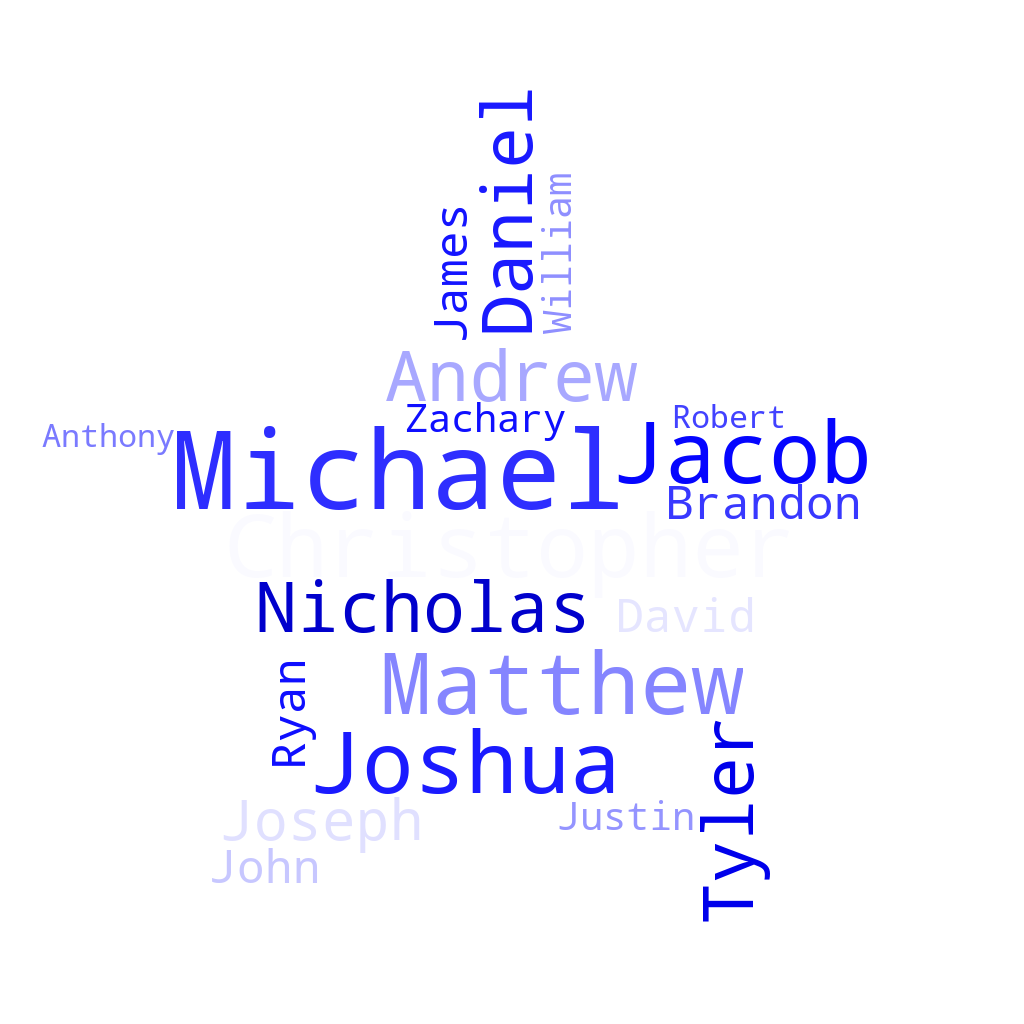 Daniel
William
James
Andrew
Zachary
Robert
Anthony
Michael
Jacob
Brandon
Christopher
Nicholas
David
Matthew
Ryan
Joshua
Tyler
Joseph
Justin
John